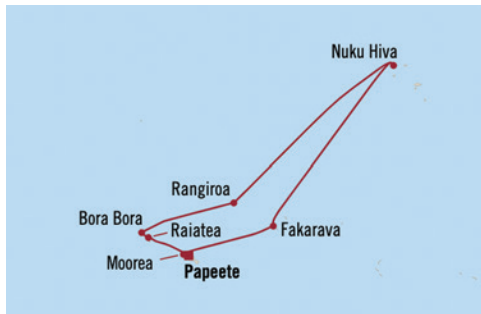 Nuku Hiva
Rangiroa
Bora Bora
Raiatea
Fakarava
Moorea
Papeete